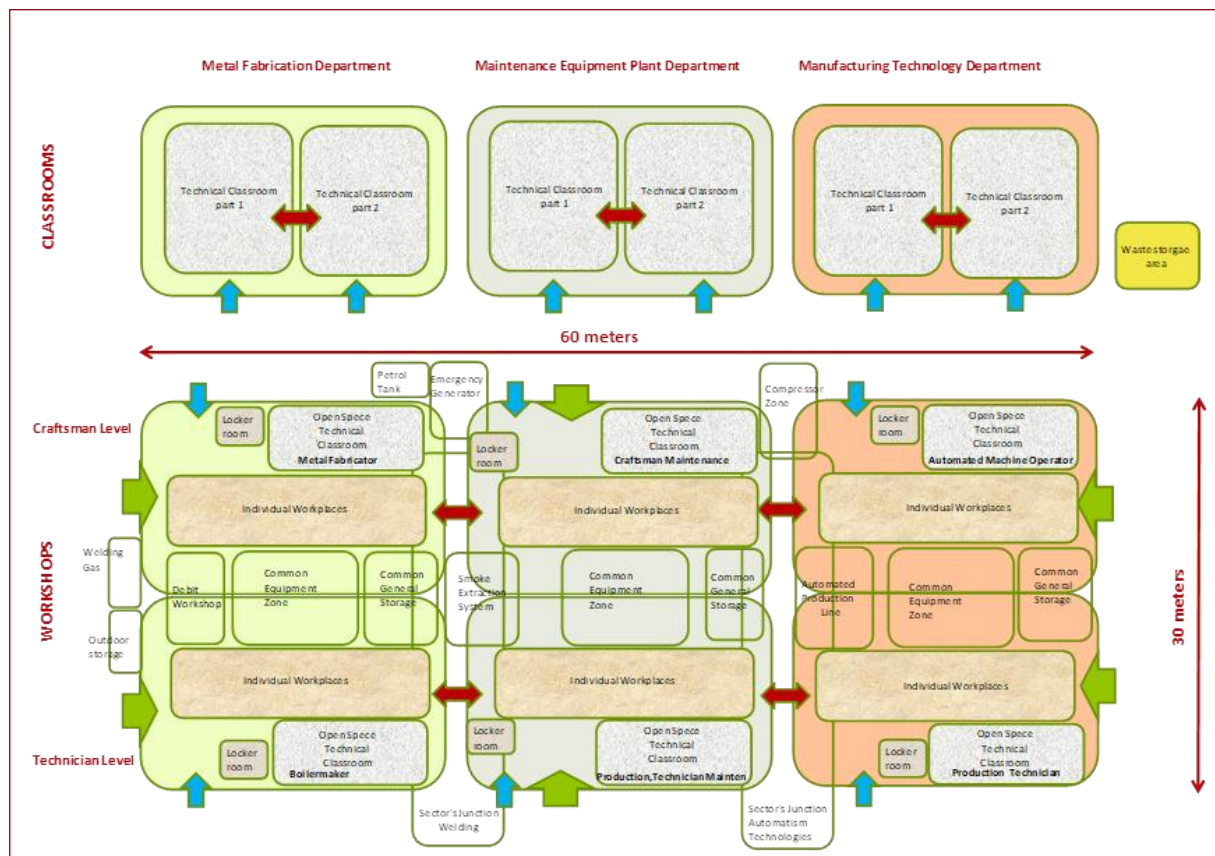 Metal Fabrication Department
Maintenance Equipment Plant Department
Manufacturing Technology Department
CLASSROOMS
Technical Classroom
part 1
Technical Classroom
part 2
Technical Classroom
part 1
Technical Classroom
part 2
Technical Classroom
part 1
Technical Classroom
part 2
Waste storgae
area
60 meters
Petrol
Tank
Emergency
Generator
Compressor
Zone
Craftsman Level
Locker
room
Open Spece
Technical
Classroom
Metal Fabricator
Locker
room
Open Spece
Technical
Classroom
Craftsman Maintenance
Locker
room
Open Spece
Technical
Classroom
Automated Machine Operator
Individual Workplaces
Individual Workplaces
Individual Workplaces
WORKSHOPS
30 meters
Welding
Gas
Debit
Workshop
Common
Equipment
Zone
Common
General
Storage
Smoke
Extraction
System
Common
Equipment
Zone
Common
General
Storage
Automated
Production
Line
Common
Equipment
Zone
Common
General
Storage
Outdoor
storage
Individual Workplaces
Individual Workplaces
Individual Workplaces
Technician Level
Locker
room
Open Spece
Technical
Classroom
Boilermaker
Locker
room
Open Spece
Technical
Classroom
Production,Technician Mainten
Locker
room
Open Spece
Technical
Classroom
Production Technician
Sector's Junction
Welding
Sector's Junction
Automatism
Technologies